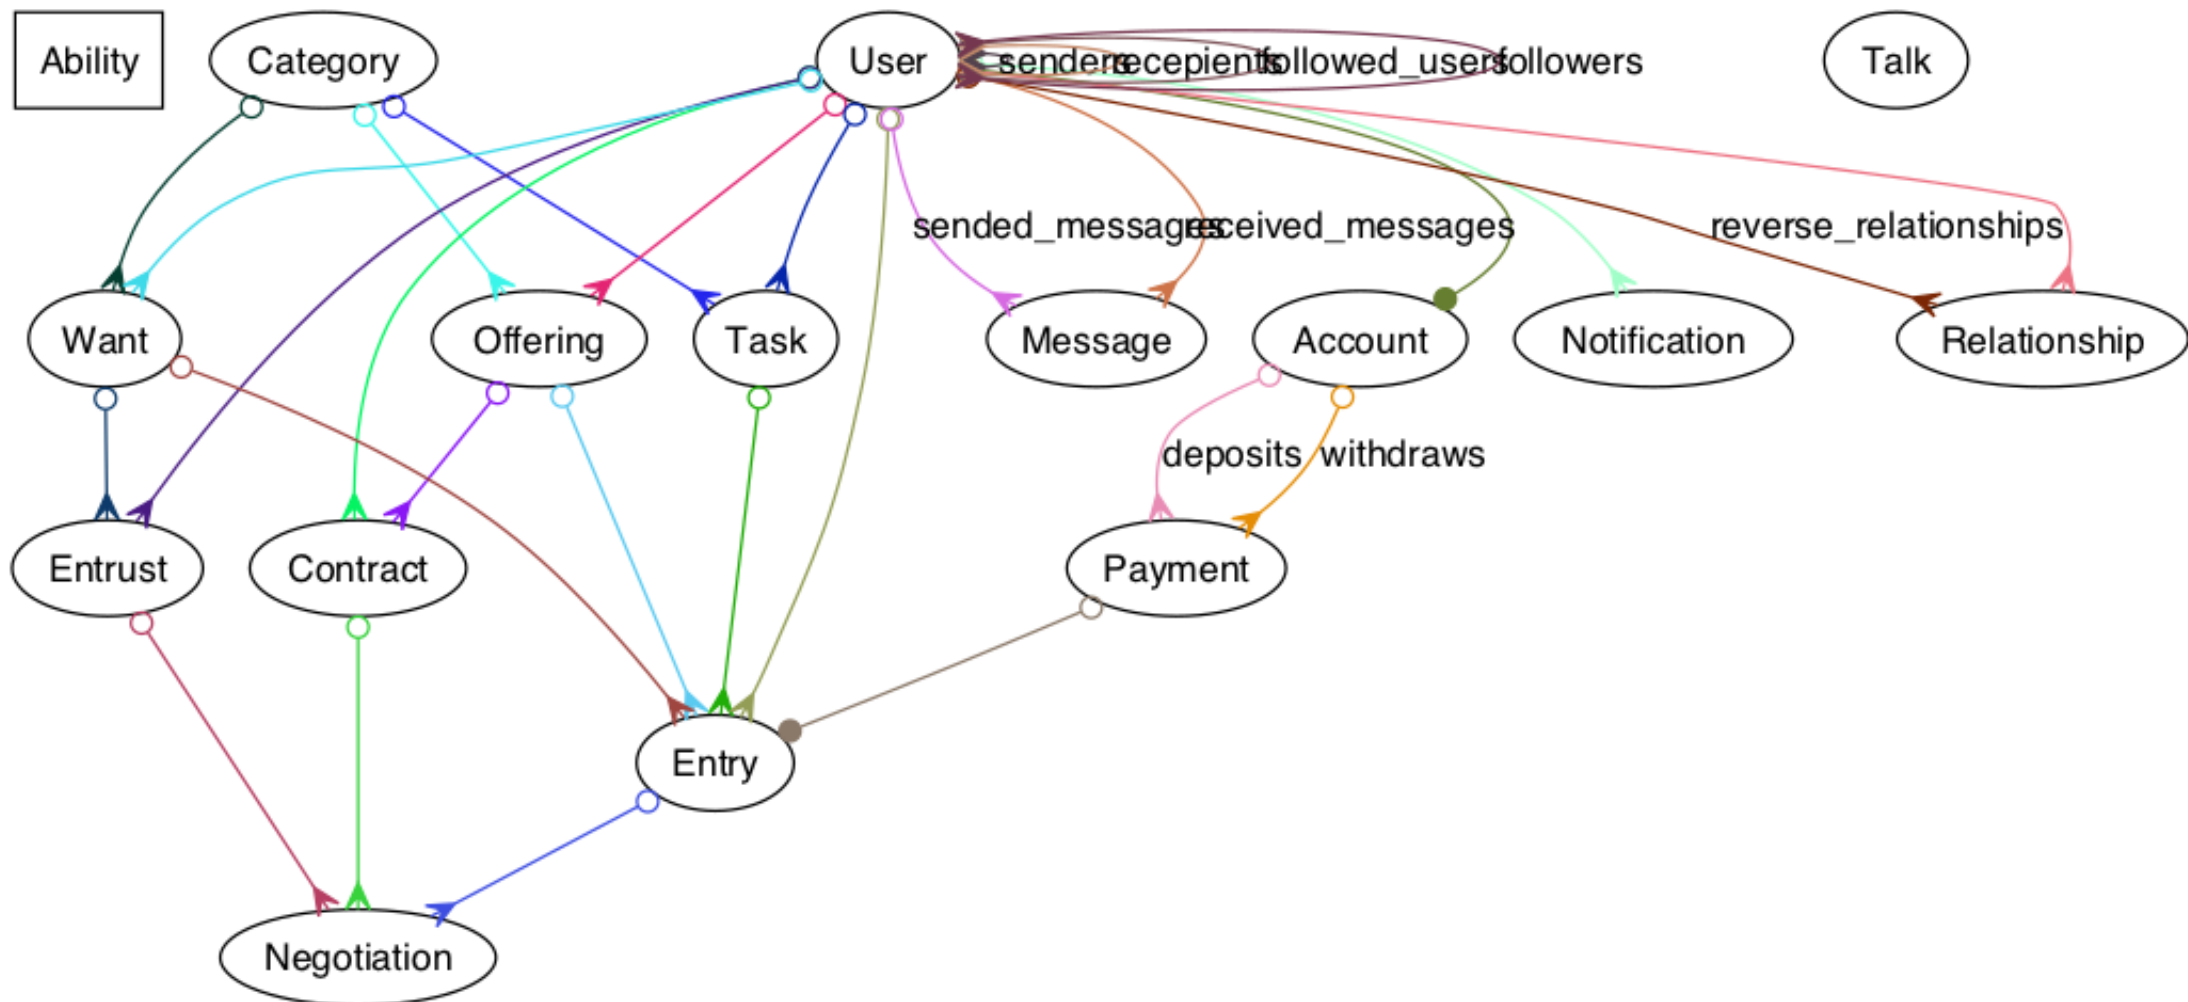 Ability
Category
User
senders
recepients
followed_users
followers
Talk
sended_messages
received_messages
reverse_relationships
Want
Offering
Task
Message
Account
Notification
Relationship
deposits
withdraws
Entrust
Contract
Payment
Entry
Negotiation